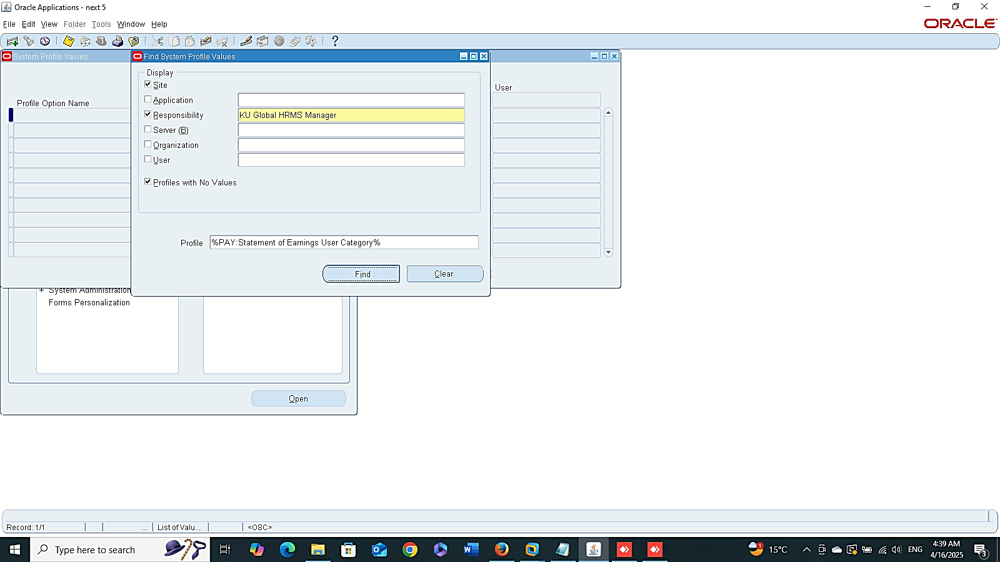 Oracle Applications - next 5
File Edit View Folder Tools Window Help
ORACLE
System Profile Values
Find System Profile Values
Display
Site
Application
Responsibility KU Global HRMS Manager
Server (B)
Organization
User
Profiles with No Values
Profile %PAY:Statement of Earnings User Category%
Find Clear
User
Profile Option Name
+ System Administration
Forms Personalization
Open
Record: 1/1 ... List of Valu... <OSC>
Type here to search
1
15°C
ENG
4:39 AM
4/16/2025
3